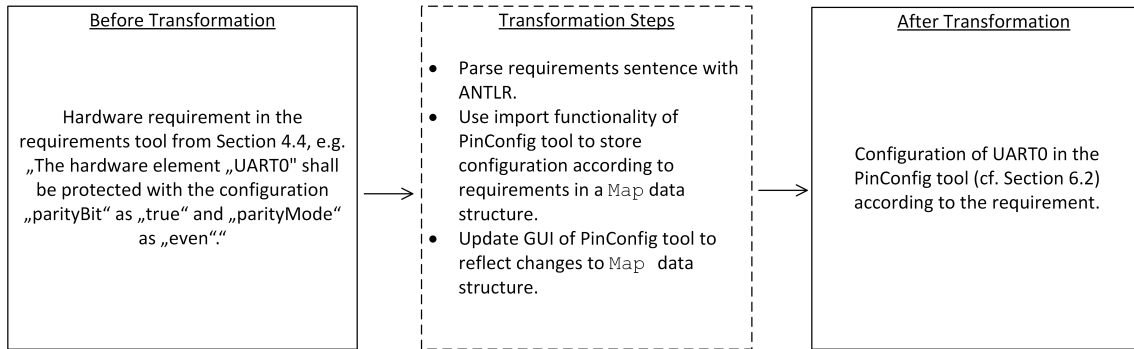 Before Transformation
Hardware requirement in the
requirements tool from Section 4.4, e.g.
„The hardware element „UART0" shall
be protected with the configuration
„parityBit“ as „true“ and „parityMode“
as „even“.“
Transformation Steps
• Parse requirements sentence with
ANTLR.
• Use import functionality of
PinConfig tool to store
configuration according to
requirements in a Map data
structure.
• Update GUI of PinConfig tool to
reflect changes to Map data
structure.
After Transformation
Configuration of UART0 in the
PinConfig tool (cf. Section 6.2)
according to the requirement.